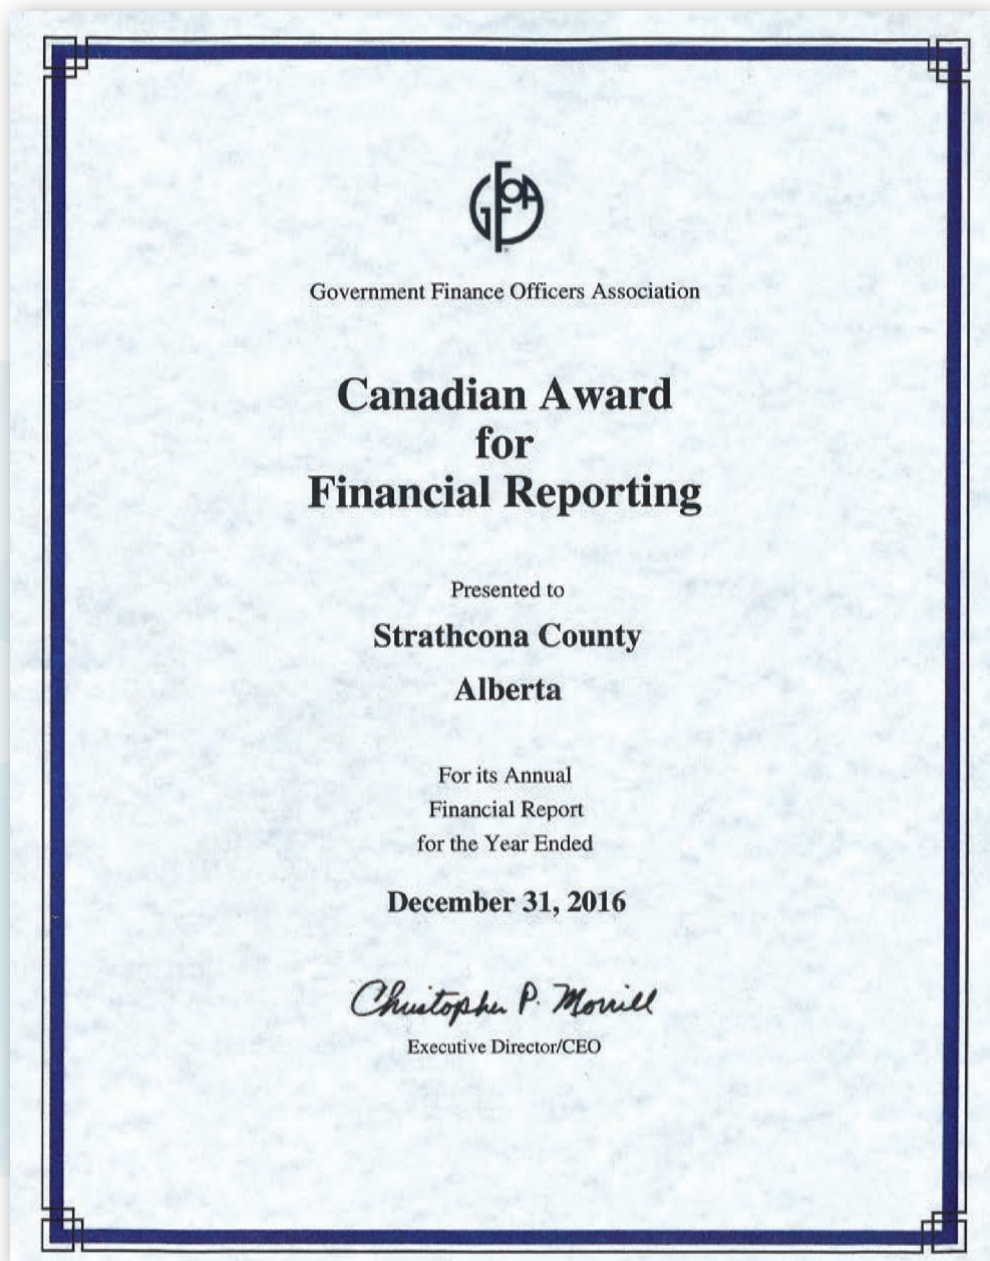 GFOA
Government Finance Officers Association
Canadian Award
for
Financial Reporting
Presented to
Strathcona County
Alberta
For its Annual
Financial Report
for the Year Ended
December 31, 2016
Christopher P. Morrill
Executive Director/CEO